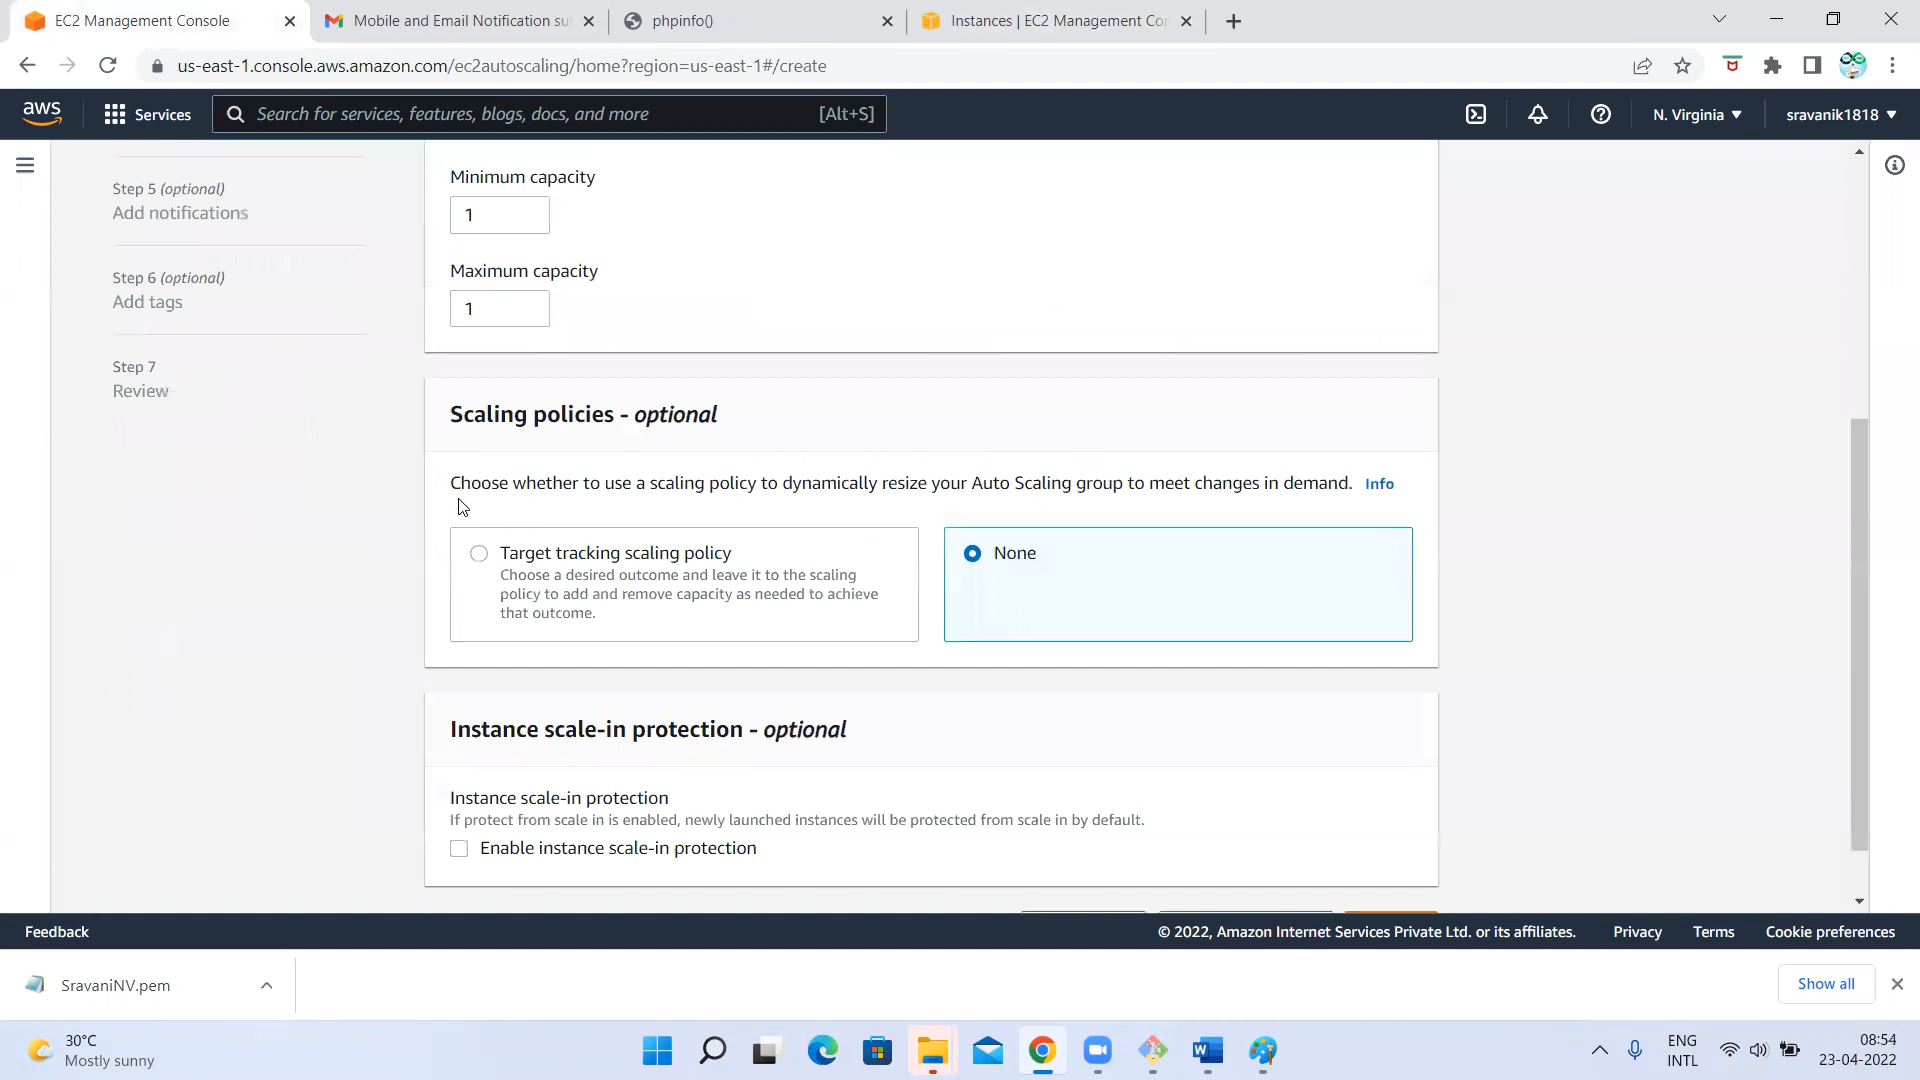 EC2 Management Console
Mobile and Email Notification su
phpinfo()
Instances | EC2 Management Co
us-east-1.console.aws.amazon.com/ec2autoscaling/home?region=us-east-1#/create
aws
Services
Search for services, features, blogs, docs, and more
[Alt+S]
N. Virginia
sravanik1818
Step 5 (optional)
Add notifications
Step 6 (optional)
Add tags
Step 7
Review
Minimum capacity
1
Maximum capacity
1
Scaling policies - optional
Choose whether to use a scaling policy to dynamically resize your Auto Scaling group to meet changes in demand. Info
Target tracking scaling policy
Choose a desired outcome and leave it to the scaling
policy to add and remove capacity as needed to achieve
that outcome.
None
Instance scale-in protection - optional
Instance scale-in protection
If protect from scale in is enabled, newly launched instances will be protected from scale in by default.
Enable instance scale-in protection
Feedback
© 2022, Amazon Internet Services Private Ltd. or its affiliates.
Privacy
Terms
Cookie preferences
SravaniNV.pem
Show all
30°C
Mostly sunny
ENG
INTL
08:54
23-04-2022